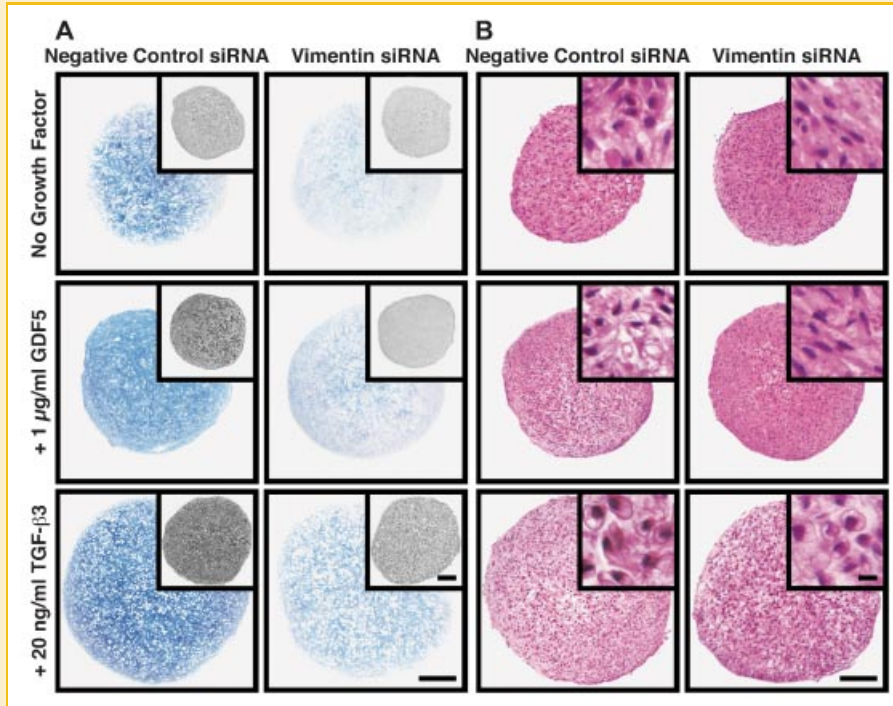 A
B
Negative Control siRNA
Vimentin siRNA
Negative Control siRNA
Vimentin siRNA
No Growth Factor
+ 1 µg/ml GDF5
+ 20 ng/ml TGF-β3